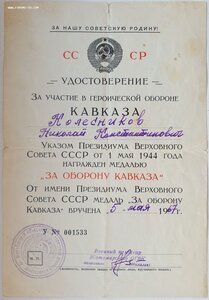 ЗА НАШУ СОВЕТСКУЮ РОДИНУ!
СС СР
УДОСТОВЕРЕНИЕ
За участие в героической обороне
КАВКАЗА
Колесников
Николай Константинович
Указом Президиума Верховного
Совета СССР от 1 мая 1944 года
награжден медалью
„ЗА ОБОРОНУ КАВКАЗА"
От имени Президиума Верховного
Совета СССР медаль „За оборону
Кавказа" вручена 5 мая 1967г.
У № 001533
Военный